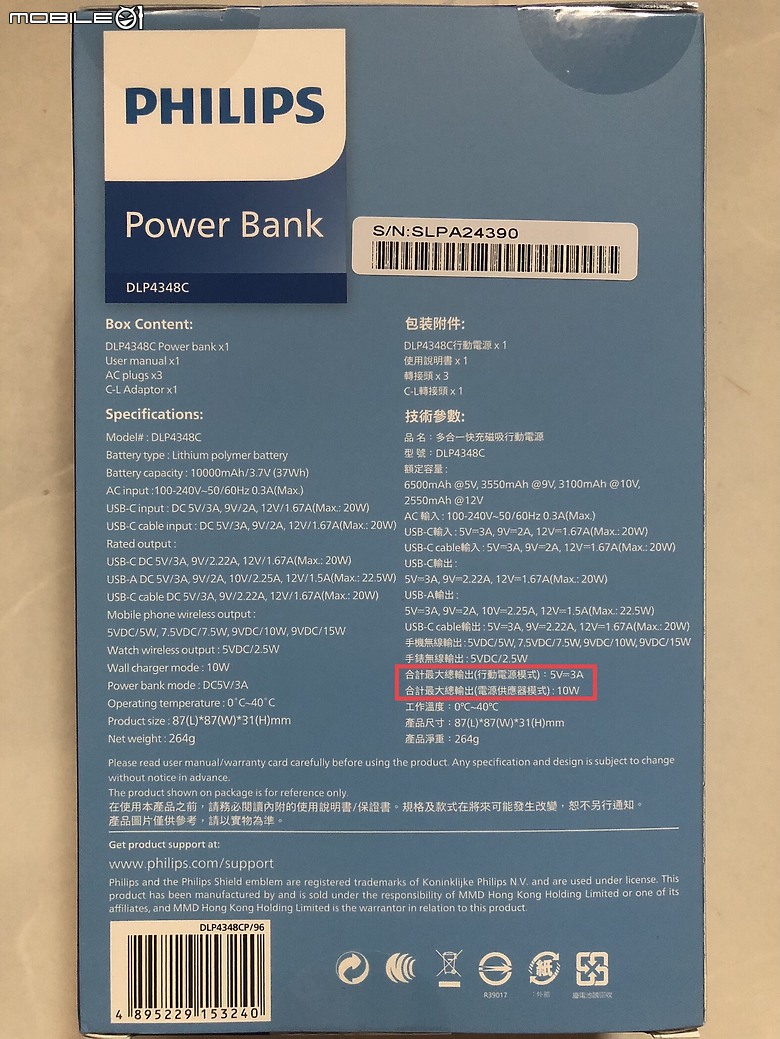 MOBILE01
PHILIPS
Power Bank
DLP4348C
S/N:SLPA24390
Box Content:
DLP4348C Power bank x1
User manual x1
AC plugs x3
C-L Adaptor x1
Specifications:
Model# : DLP4348C
Battery type : Lithium polymer battery
Battery capacity : 10000mAh/3.7V (37Wh)
AC input :100-240V~50/60Hz 0.3A(Max.)
USB-C input : DC 5V/3A, 9V/2A, 12V/1.67A(Max.: 20W)
USB-C cable input : DC 5V/3A, 9V/2A, 12V/1.67A(Max.: 20W)
Rated output :
USB-C DC 5V/3A, 9V/2.22A, 12V/1.67A(Max.: 20W)
USB-A DC 5V/3A, 9V/2A, 10V/2.25A, 12V/1.5A(Max.: 22.5W)
USB-C cable DC 5V/3A, 9V/2.22A, 12V/1.67A(Max.: 20W)
Mobile phone wireless output :
5VDC/5W, 7.5VDC/7.5W, 9VDC/10W, 9VDC/15W
Watch wireless output : 5VDC/2.5W
Wall charger mode : 10W
Power bank mode : DC5V/3A
Operating temperature : 0˚C~40˚C
Product size : 87(L)*87(W)*31(H)mm
Net weight : 264g
包裝附件:
DLP4348C行動電源 x 1
使用說明書 x 1
轉接頭 x 3
C-L轉接頭 x 1
技術參數:
品 名 : 多合一快充磁吸行動電源
型 號 : DLP4348C
額定容量 :
6500mAh @5V, 3550mAh @9V, 3100mAh @10V,
2550mAh @12V
AC 輸入 : 100-240V~50/60Hz 0.3A(Max.)
USB-C輸入 : 5V⎓3A, 9V⎓2A, 12V⎓1.67A(Max.: 20W)
USB-C cable輸入 : 5V⎓3A, 9V⎓2A, 12V⎓1.67A(Max.: 20W)
USB-C輸出 :
5V⎓3A, 9V⎓2.22A, 12V⎓1.67A(Max.: 20W)
USB-A輸出 :
5V⎓3A, 9V⎓2A, 10V⎓2.25A, 12V⎓1.5A(Max.: 22.5W)
USB-C cable輸出 : 5V⎓3A, 9V⎓2.22A, 12V⎓1.67A(Max.: 20W)
手機無線輸出 : 5VDC/5W, 7.5VDC/7.5W, 9VDC/10W, 9VDC/15W
手錶無線輸出 : 5VDC/2.5W
合計最大總輸出(行動電源模式) : 5V⎓3A
合計最大總輸出(電源供應器模式) : 10W
工作溫度 : 0℃~40℃
產品尺寸 : 87(L)*87(W)*31(H)mm
產品淨重 : 264g
Please read user manual/warranty card carefully before using the product. Any specification and design is subject to change
without notice in advance.
The product shown on package is for reference only.
在使用本產品之前，請務必閱讀內附的使用說明書/保證書。規格及款式在將來可能發生改變，恕不另行通知。
產品圖片僅供參考，請以實物為準。
Get product support at:
www.philips.com/support
Philips and the Philips Shield emblem are registered trademarks of Koninklijke Philips N.V. and are used under license. This
product has been manufactured by and is sold under the responsibility of MMD Hong Kong Holding Limited or one of its
affiliates, and MMD Hong Kong Holding Limited is the warrantor in relation to this product.
DLP4348CP/96
4 895229 153240
R39017
紙
外箱
廢電池請回收